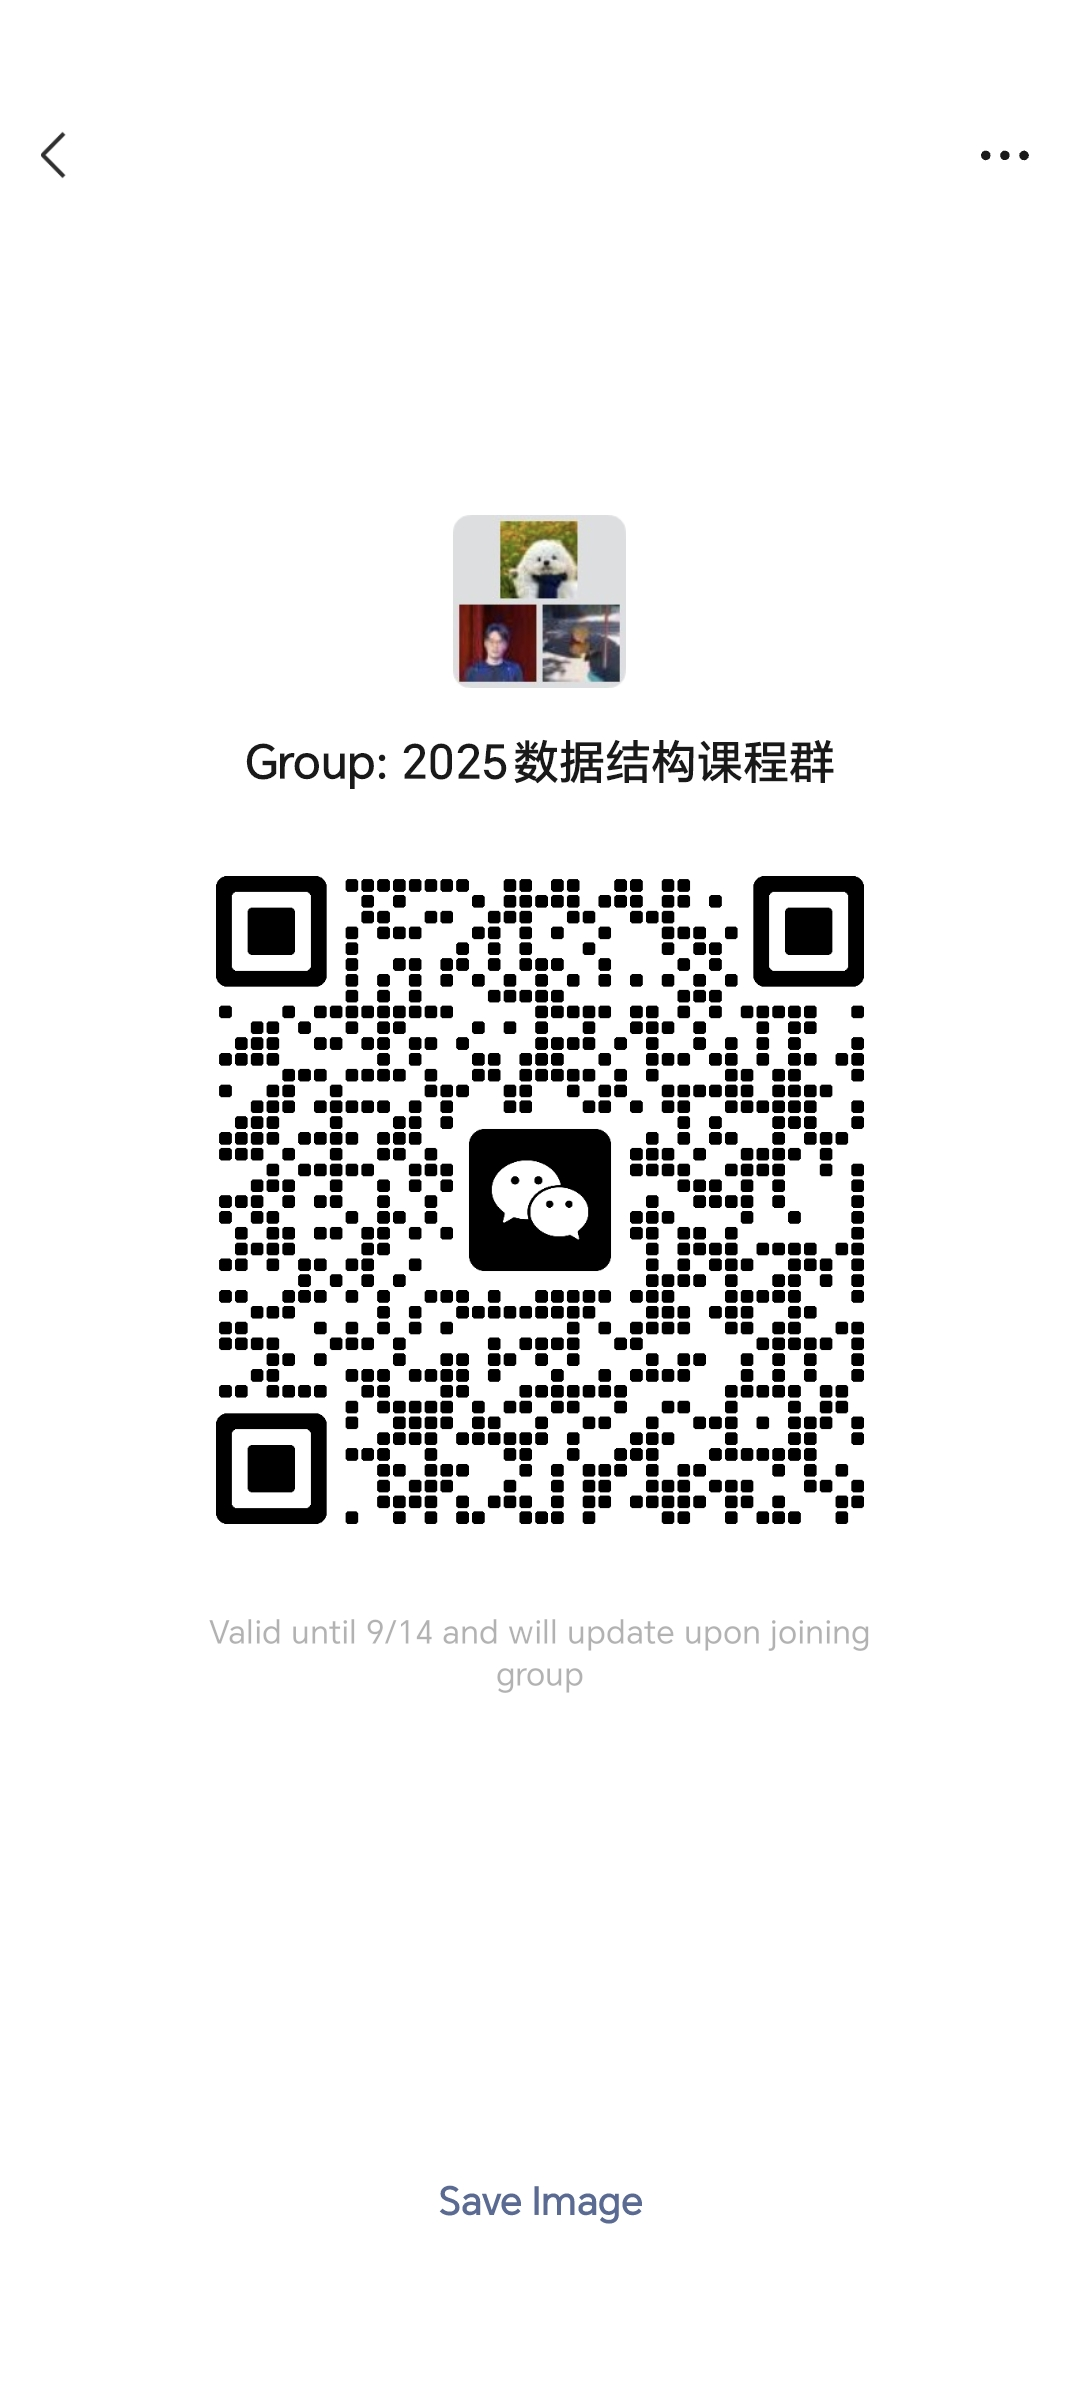 Group: 2025数据结构课程群
Valid until 9/14 and will update upon joining
group
Save Image